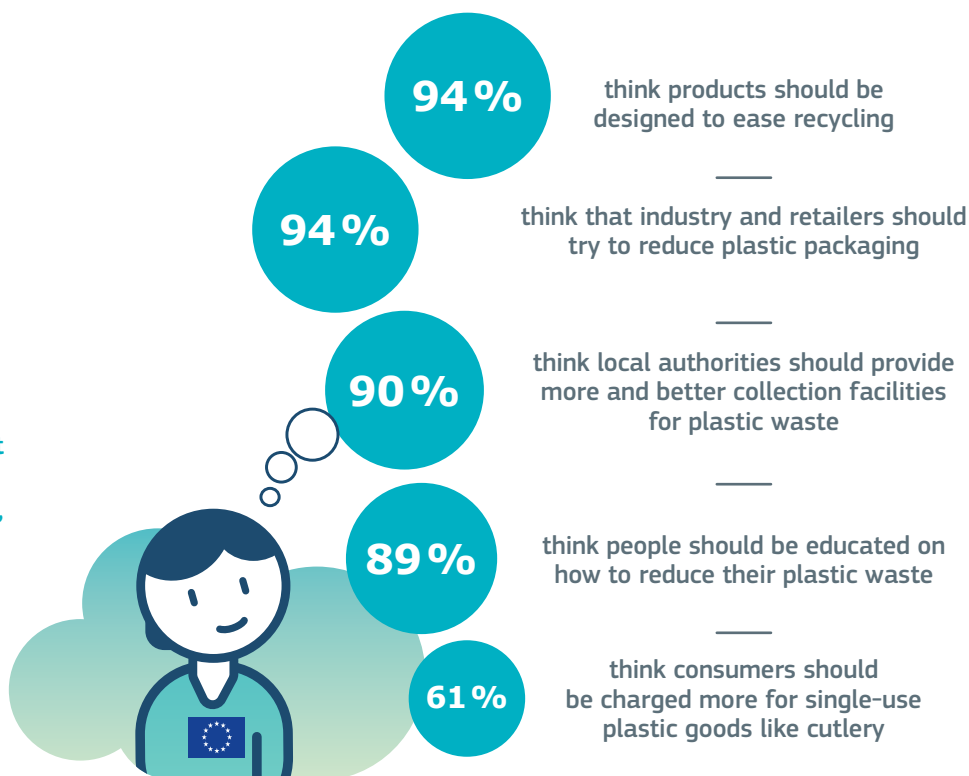 94 %
think products should be
designed to ease recycling
94 %
think that industry and retailers should
try to reduce plastic packaging
90 %
think local authorities should provide
more and better collection facilities
for plastic waste
89 %
think people should be educated on
how to reduce their plastic waste
61 %
think consumers should
be charged more for single-use
plastic goods like cutlery